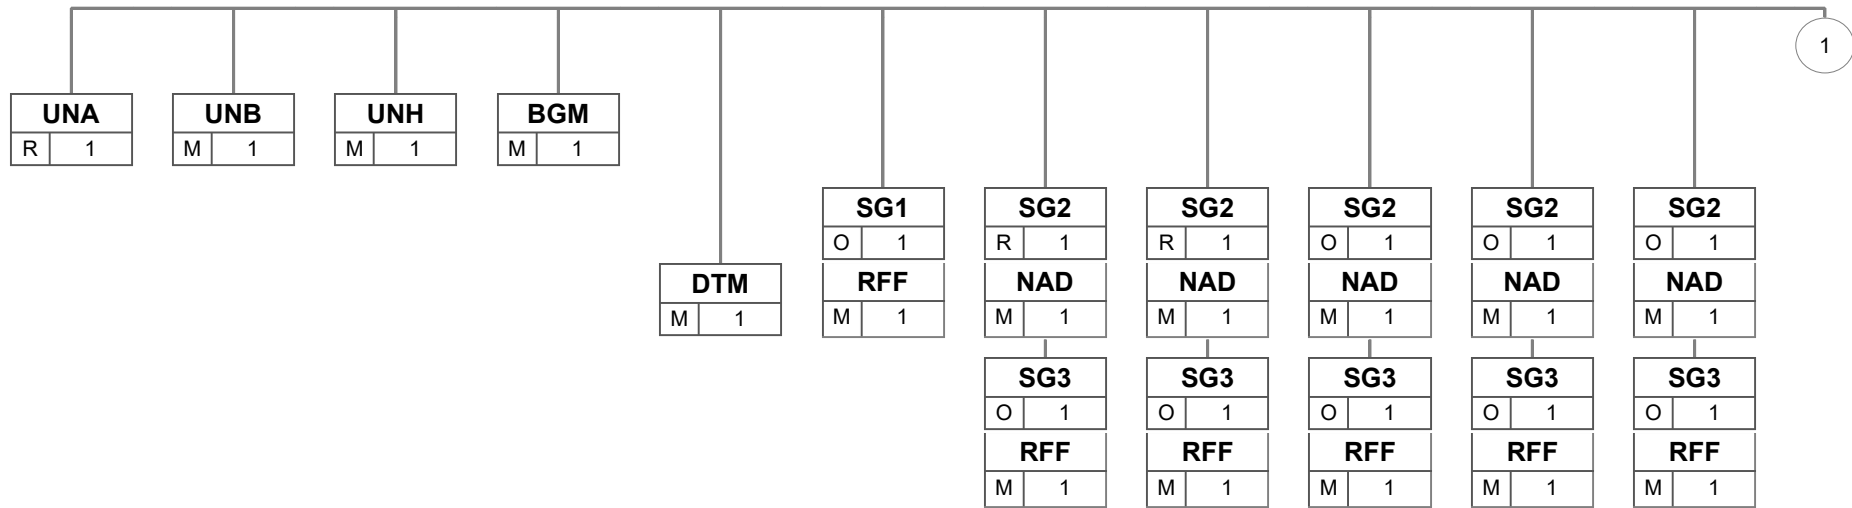 1
UNA UNB UNH BGM
R 1 M 1 M 1 M 1
SG1 SG2 SG2 SG2 SG2 SG2
O 1 R 1 R 1 O 1 O 1 O 1
DTM RFF NAD NAD NAD NAD NAD
M 1 M 1 M 1 M 1 M 1 M 1 M 1
SG3 SG3 SG3 SG3 SG3
O 1 O 1 O 1 O 1 O 1
RFF RFF RFF RFF RFF
M 1 M 1 M 1 M 1 M 1